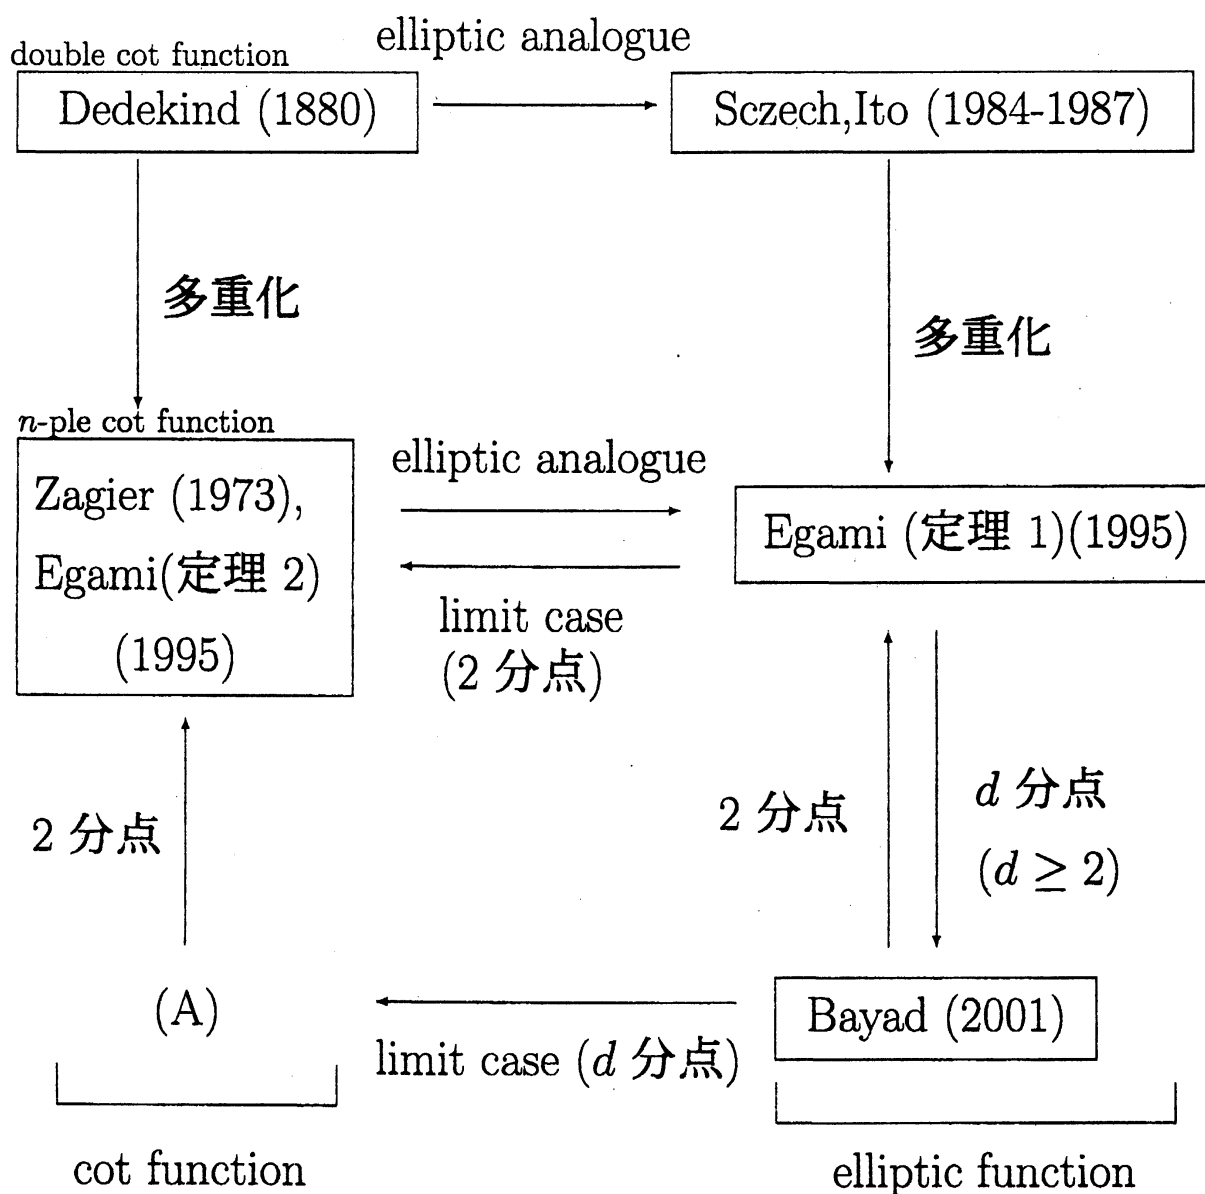 double cot function
elliptic analogue
Dedekind (1880)
Sczech,Ito (1984-1987)
多重化
多重化
n-ple cot function
Zagier (1973),
Egami(定理 2)
(1995)
elliptic analogue
limit case
(2 分点)
Egami (定理 1)(1995)
2 分点
2 分点
d 分点
(d ≥ 2)
(A)
limit case (d 分点)
Bayad (2001)
cot function
elliptic function